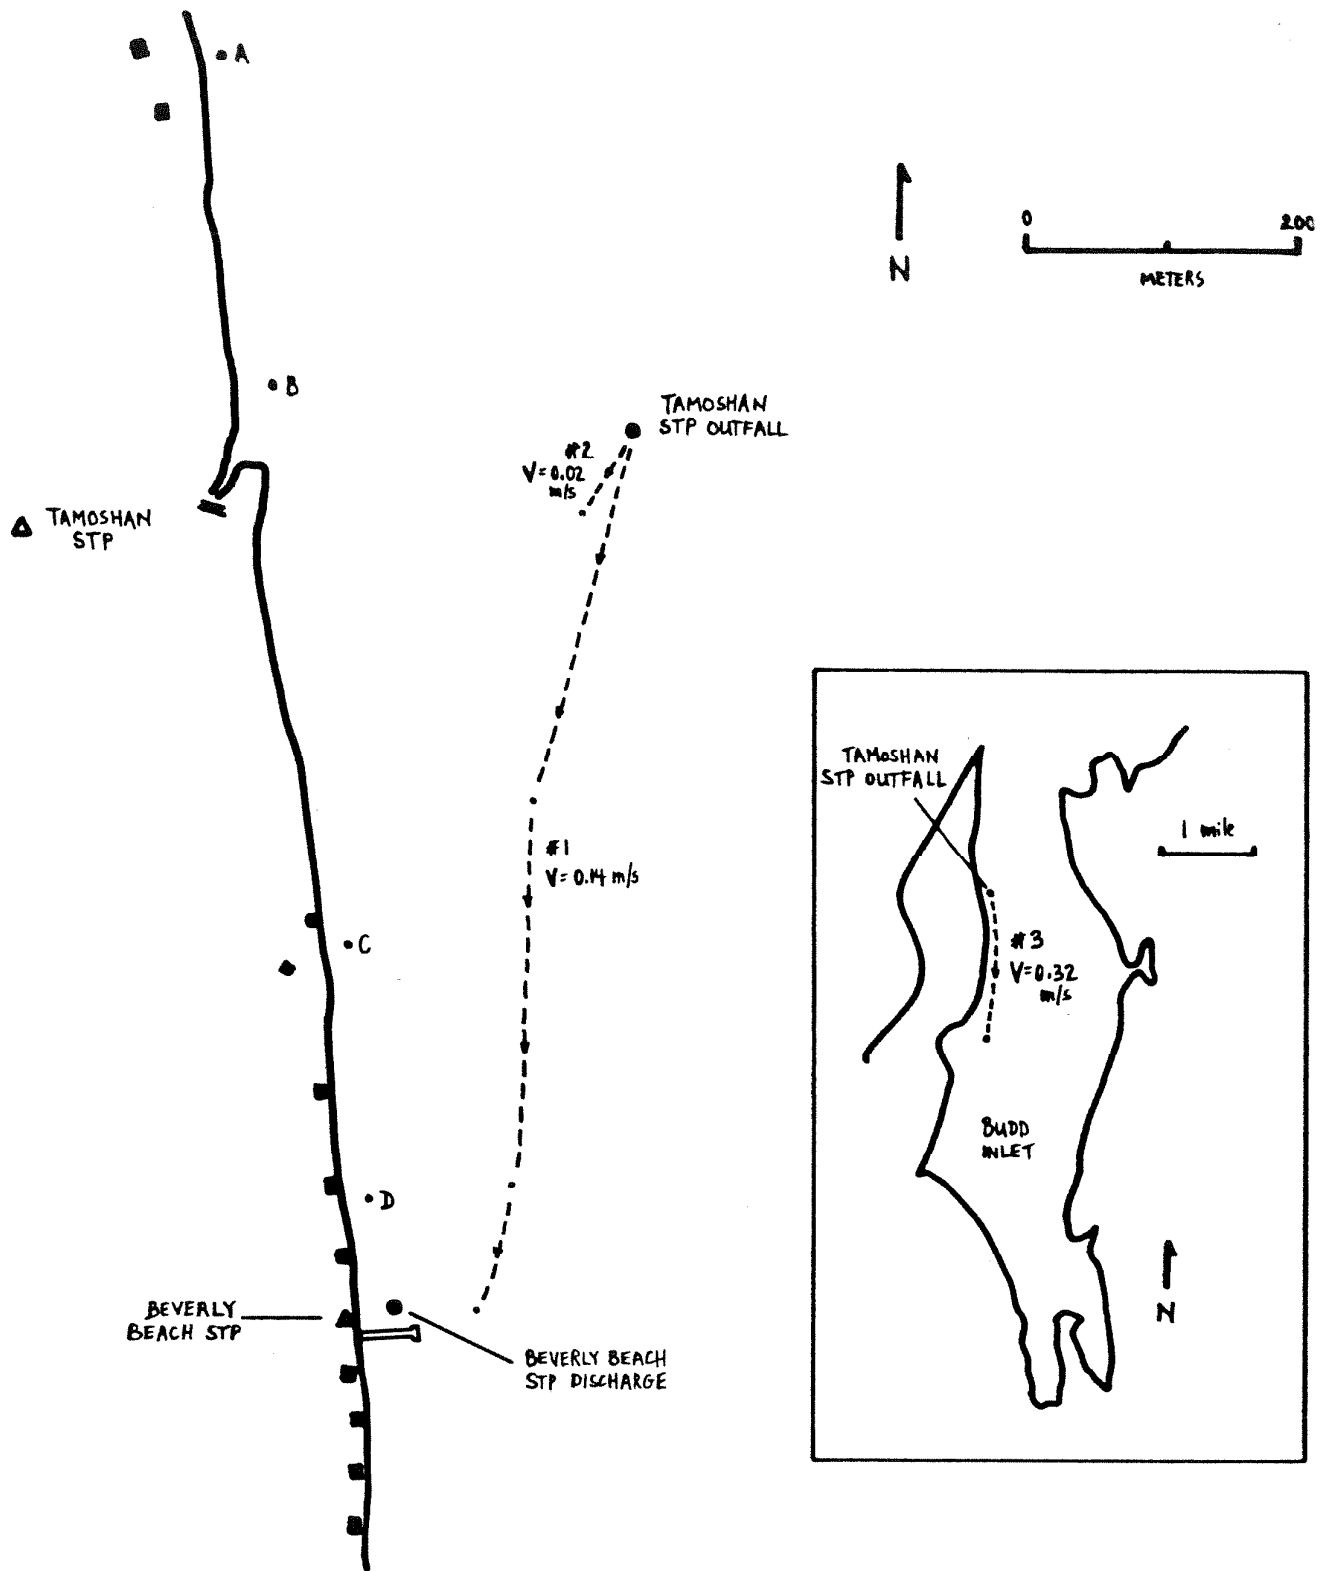 A
0
200
METERS
N
B
TAMOSHAN
STP OUTFALL
#2
V=0.02
m/s
TAMOSHAN
STP
#1
V=0.14 m/s
C
D
BEVERLY
BEACH STP
BEVERLY BEACH
STP DISCHARGE
TAMOSHAN
STP OUTFALL
1 mile
#3
V=0.32
m/s
BUDD
INLET
N